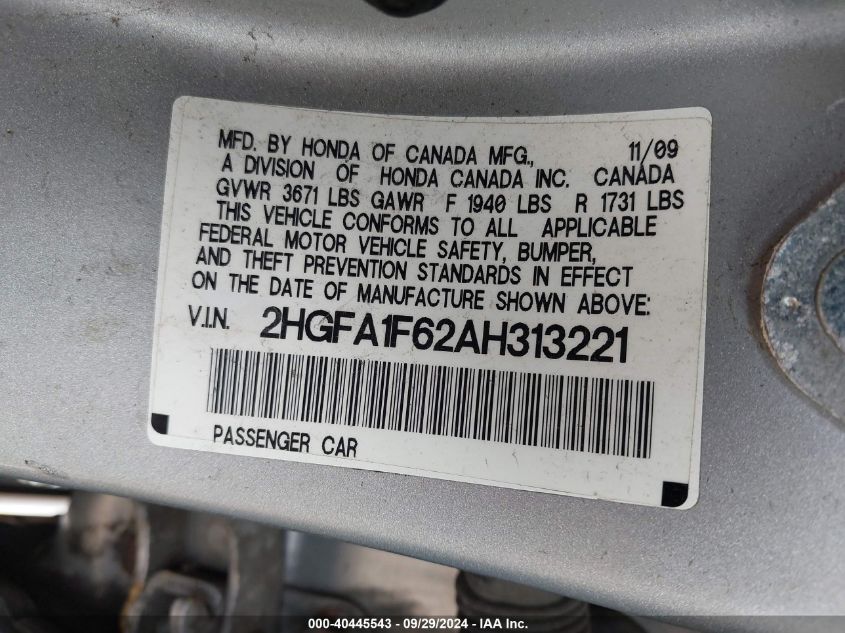 MFD. BY HONDA OF CANADA MFG., 11/09
A DIVISION OF HONDA CANADA INC. CANADA
GVWR 3671 LBS GAWR F 1940 LBS R 1731 LBS
THIS VEHICLE CONFORMS TO ALL APPLICABLE
FEDERAL MOTOR VEHICLE SAFETY, BUMPER,
AND THEFT PREVENTION STANDARDS IN EFFECT
ON THE DATE OF MANUFACTURE SHOWN ABOVE:
V.I.N. 2HGFA1F62AH313221
PASSENGER CAR
000-40445543 - 09/29/2024 - IAA Inc.